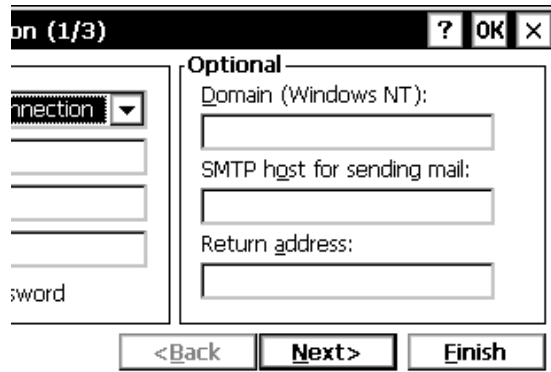 on (1/3) ? OK ×
Optional
Domain (Windows NT):
nnection
SMTP host for sending mail:
Return address:
sword
<Back Next> Finish